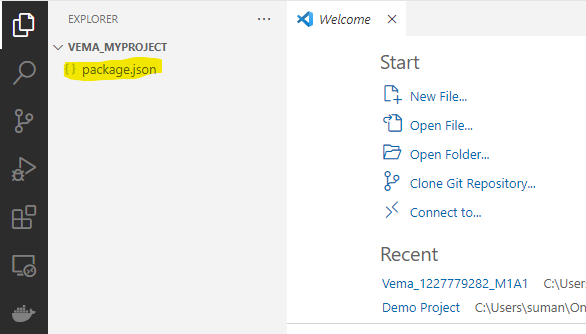 EXPLORER
VEMA_MYPROJECT
{} package.json
Welcome
Start
New File...
Open File...
Open Folder...
Clone Git Repository...
Connect to...
Recent
Vema_1227779282_M1A1 C:\User
Demo Project C:\Users\suman\On